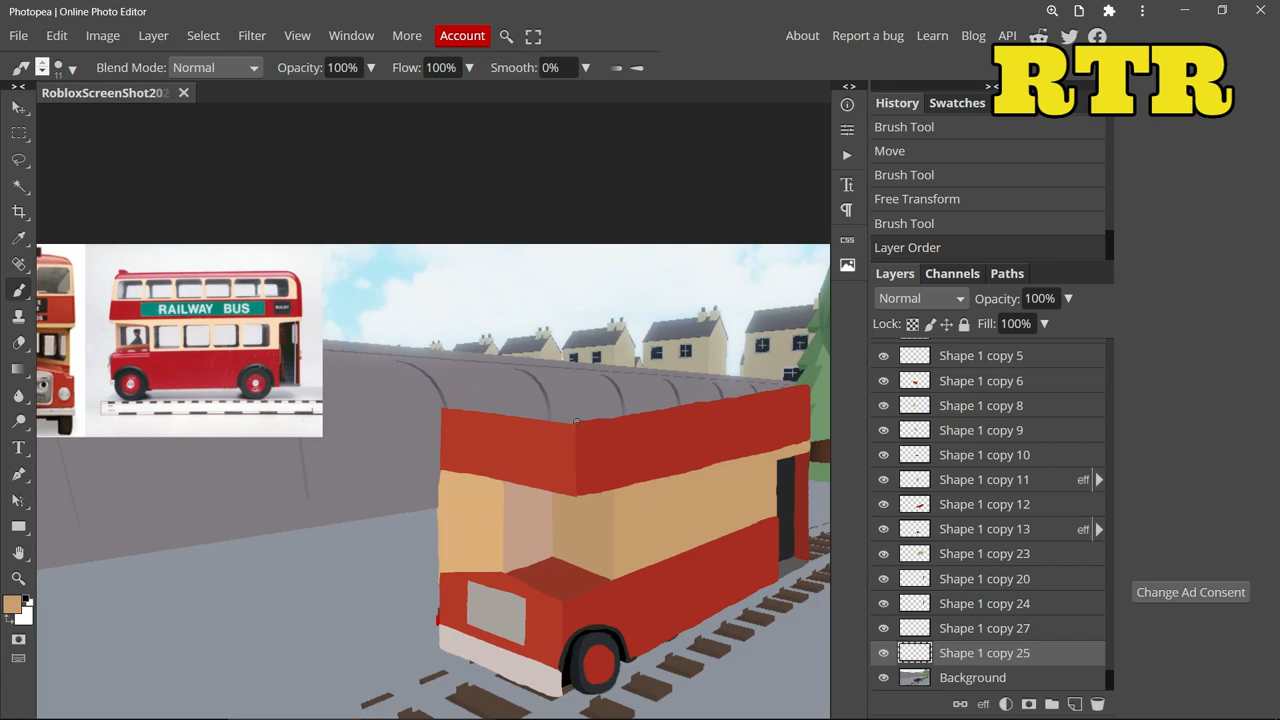 Photopea | Online Photo Editor
File Edit Image Layer Select Filter View Window More Account About Report a bug Learn Blog API
11 Blend Mode: Normal Opacity: 100% Flow: 100% Smooth: 0%
RTR
RobloxScreenShot202
RAILWAY BUS
History Swatches
Brush Tool
Move
Brush Tool
Free Transform
Brush Tool
Layer Order
CSS
Layers Channels Paths
Normal Opacity: 100%
Lock: Fill: 100%
Shape 1 copy 5
Shape 1 copy 6
Shape 1 copy 8
Shape 1 copy 9
Shape 1 copy 10
Shape 1 copy 11 eff
Shape 1 copy 12
Shape 1 copy 13 eff
Shape 1 copy 23
Shape 1 copy 20
Shape 1 copy 24
Shape 1 copy 27
Shape 1 copy 25
Background
eff
Change Ad Consent